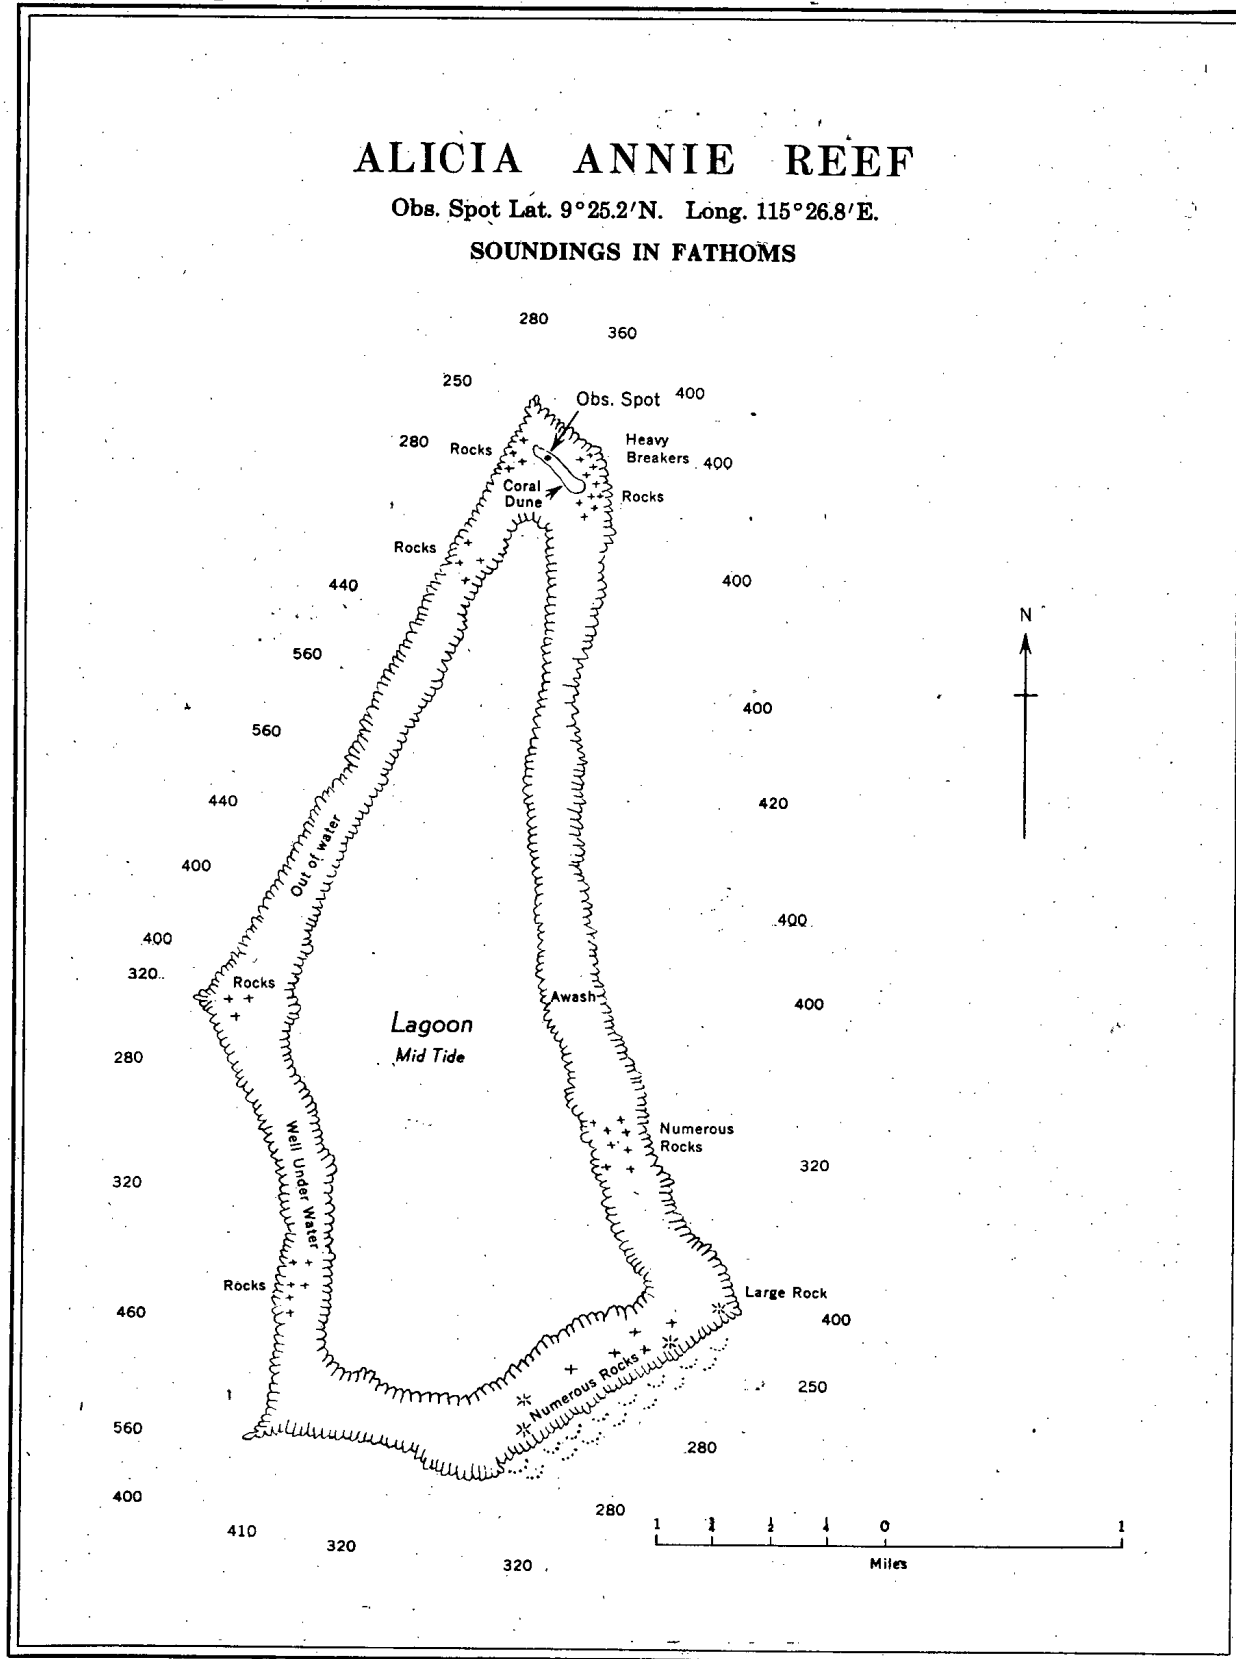 ALICIA ANNIE REEF
Obs. Spot Lat. 9°25.2'N. Long. 115°26.8'E.
SOUNDINGS IN FATHOMS
280
360
250
Obs. Spot
400
280
Rocks
Heavy
Breakers
400
Coral
Dune
Rocks
Rocks
440
400
N
560
400
560
440
420
Out of water
400
400
400
320
Rocks
Awash
400
Lagoon
Mid Tide
280
Numerous
Rocks
Well Under Water
320
320
Rocks
Large Rock
460
400
Numerous Rocks
250
560
280
400
280
410
320
320
1
½
0
1
Miles